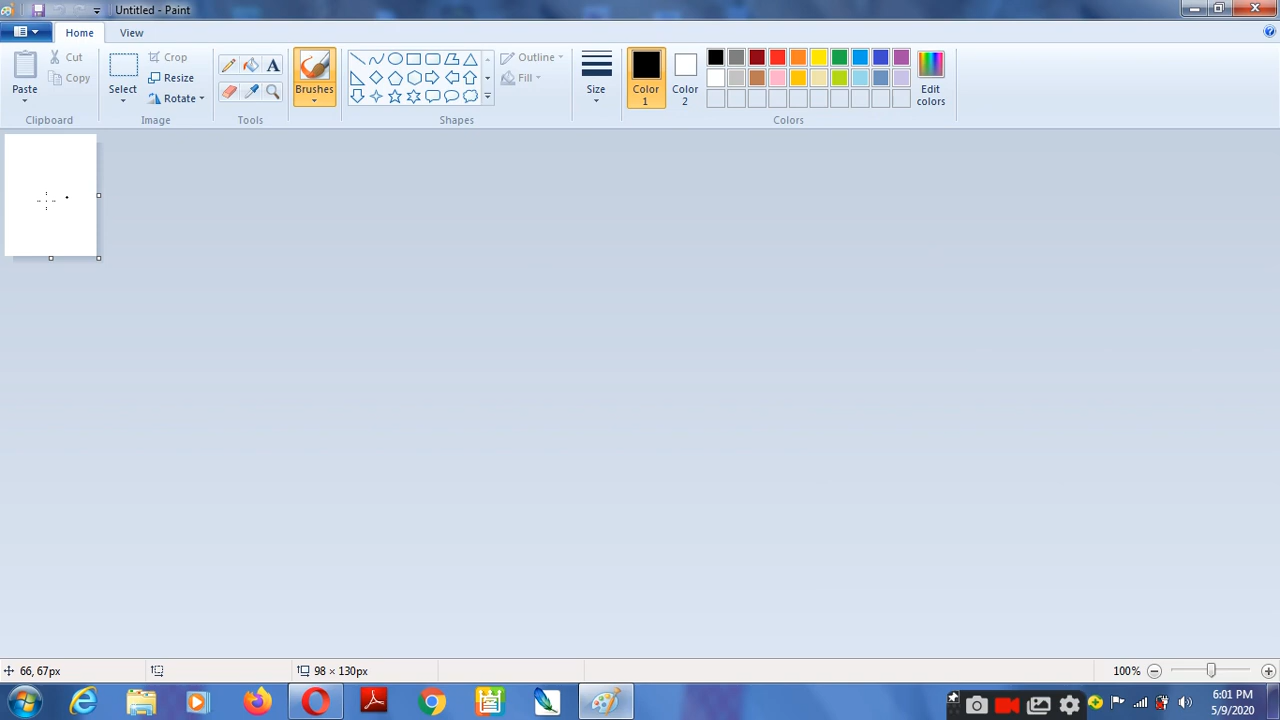 Untitled - Paint
Home View
Paste Cut Copy Select Crop Resize Rotate Brushes Outline Fill Size Color 1 Color 2 Edit colors
Clipboard Image Tools Shapes Colors
66, 67px 98 × 130px 100%
6:01 PM
5/9/2020